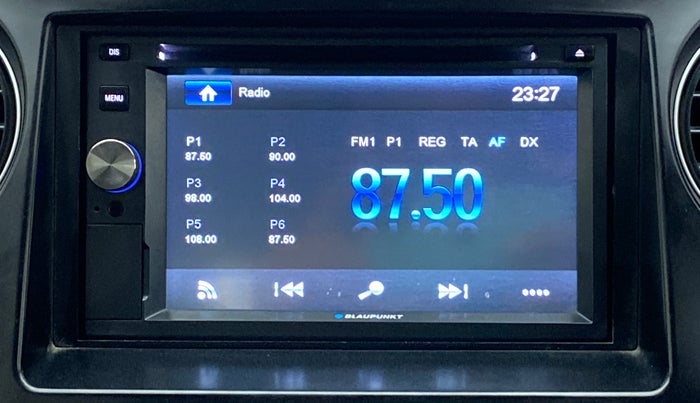 DIS
MENU
Radio
23:27
P1 P2
87.50 90.00
P3 P4
98.00 104.00
P5 P6
108.00 87.50
FM1 P1 REG TA AF DX
87.50
BLAUPUNKT